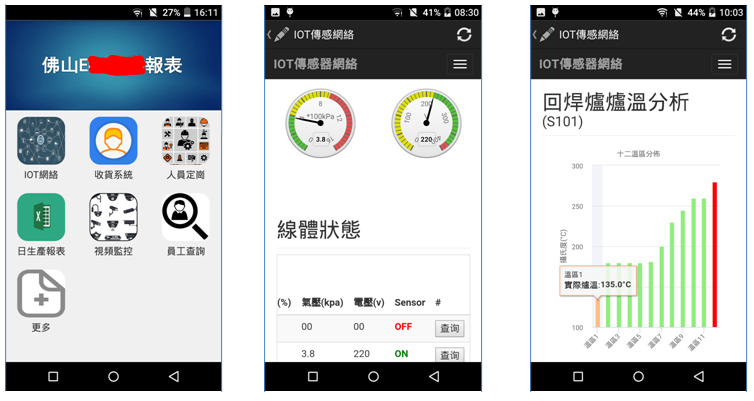 27% 16:11
佛山E 報表
IOT網絡 收貨系統 人員定崗
日生產報表 視頻監控 員工查詢
更多
41% 08:30
IOT傳感網絡
IOT傳感器網絡
8
*100kPa
12
0
3.8
200
100
300
0
220
線體狀態
(%) 氣壓(kpa) 電壓(v) Sensor #
00 00 OFF 查询
3.8 220 ON 查询
44% 10:03
IOT傳感網絡
IOT傳感器網絡
回焊爐爐溫分析
(S101)
十二溫區分佈
攝氏度(°C)
300
250
200
100
溫區1
實際爐溫:135.0°C
溫區1 溫區3 溫區5 溫區7 溫區9 溫區11